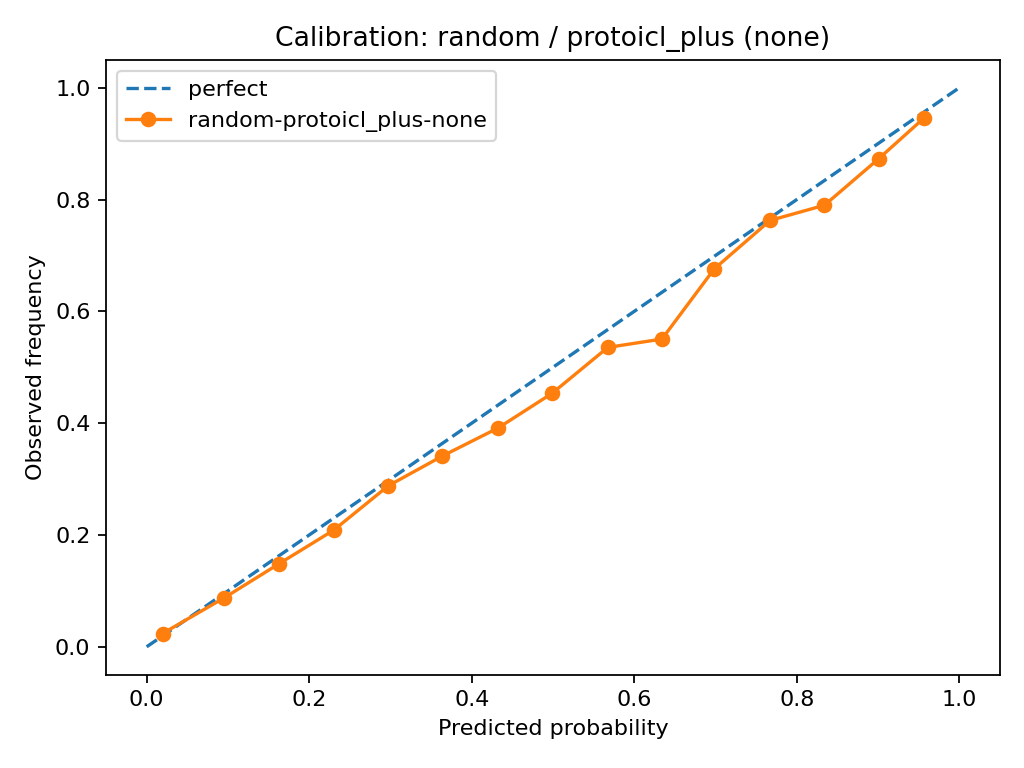 Calibration: random / protoicl_plus (none)
perfect
random-protoicl_plus-none
Observed frequency
1.0
0.8
0.6
0.4
0.2
0.0
0.0 0.2 0.4 0.6 0.8 1.0
Predicted probability